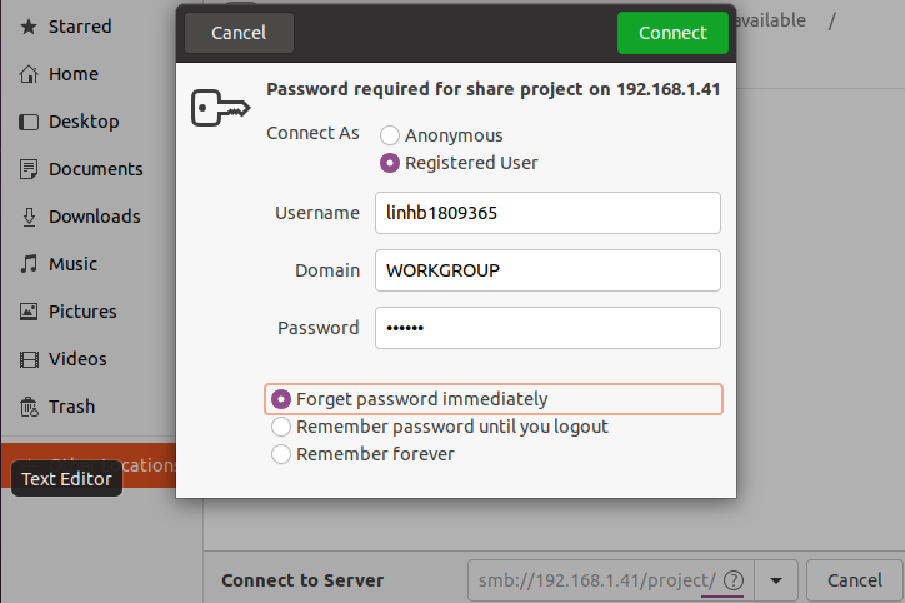 Starred
Home
Desktop
Documents
Downloads
Music
Pictures
Videos
Trash
Other Locations
Text Editor
Cancel
Connect
available /
Password required for share project on 192.168.1.41
Connect As
Anonymous
Registered User
Username
linhb1809365
Domain
WORKGROUP
Password
••••••
Forget password immediately
Remember password until you logout
Remember forever
Connect to Server
smb://192.168.1.41/project/
?
Cancel